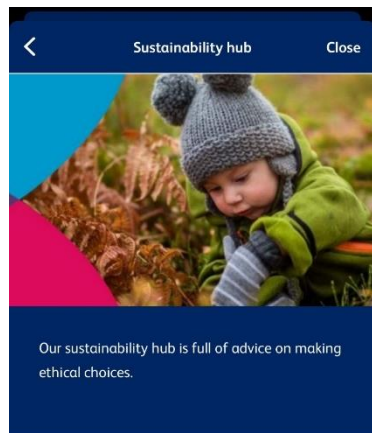 Sustainability hub Close
Our sustainability hub is full of advice on making
ethical choices.